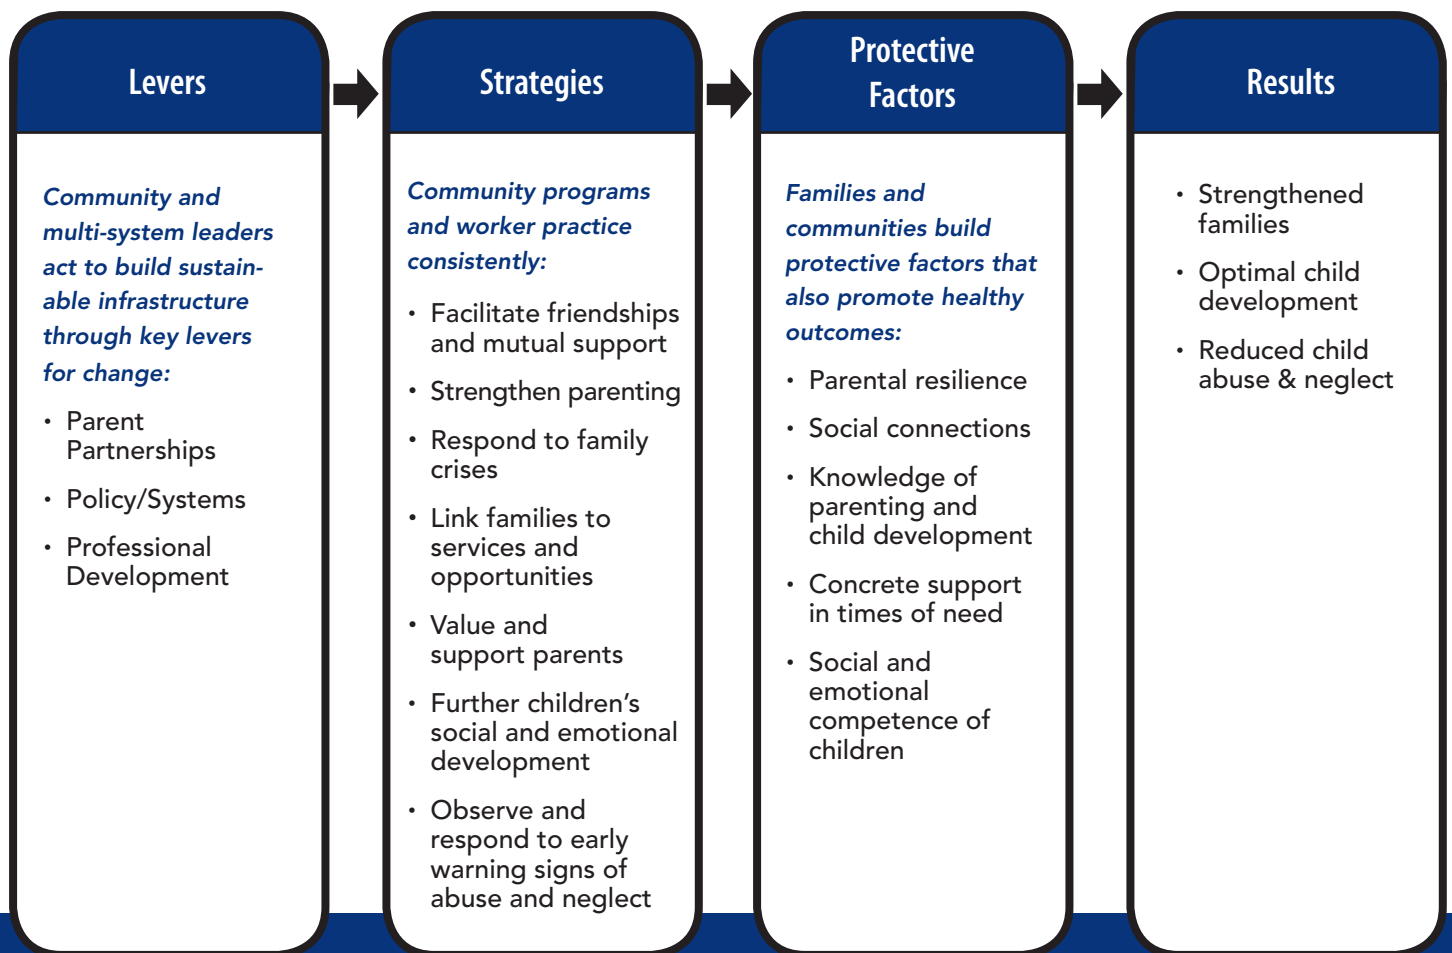 Levers
Community and
multi-system leaders
act to build sustain-
able infrastructure
through key levers
for change:
· Parent
Partnerships
· Policy/Systems
· Professional
Development
Strategies
Community programs
and worker practice
consistently:
· Facilitate friendships
and mutual support
· Strengthen parenting
· Respond to family
crises
· Link families to
services and
opportunities
· Value and
support parents
· Further children’s
social and emotional
development
· Observe and
respond to early
warning signs of
abuse and neglect
Protective
Factors
Families and
communities build
protective factors that
also promote healthy
outcomes:
· Parental resilience
· Social connections
· Knowledge of
parenting and
child development
· Concrete support
in times of need
· Social and
emotional
competence of
children
Results
· Strengthened
families
· Optimal child
development
· Reduced child
abuse & neglect